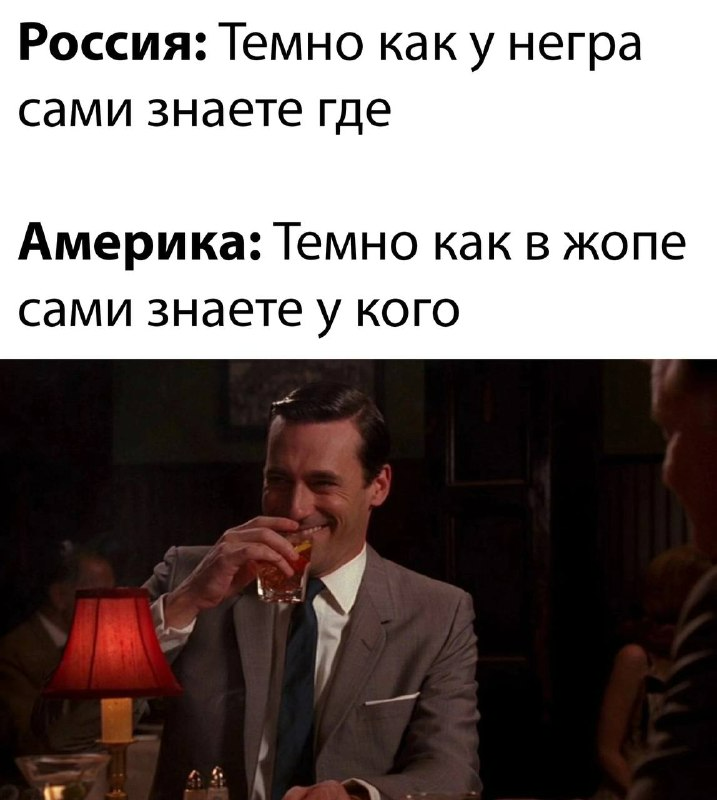 Россия: Темно как у негра
сами знаете где
Америка: Темно как в жопе
сами знаете у кого